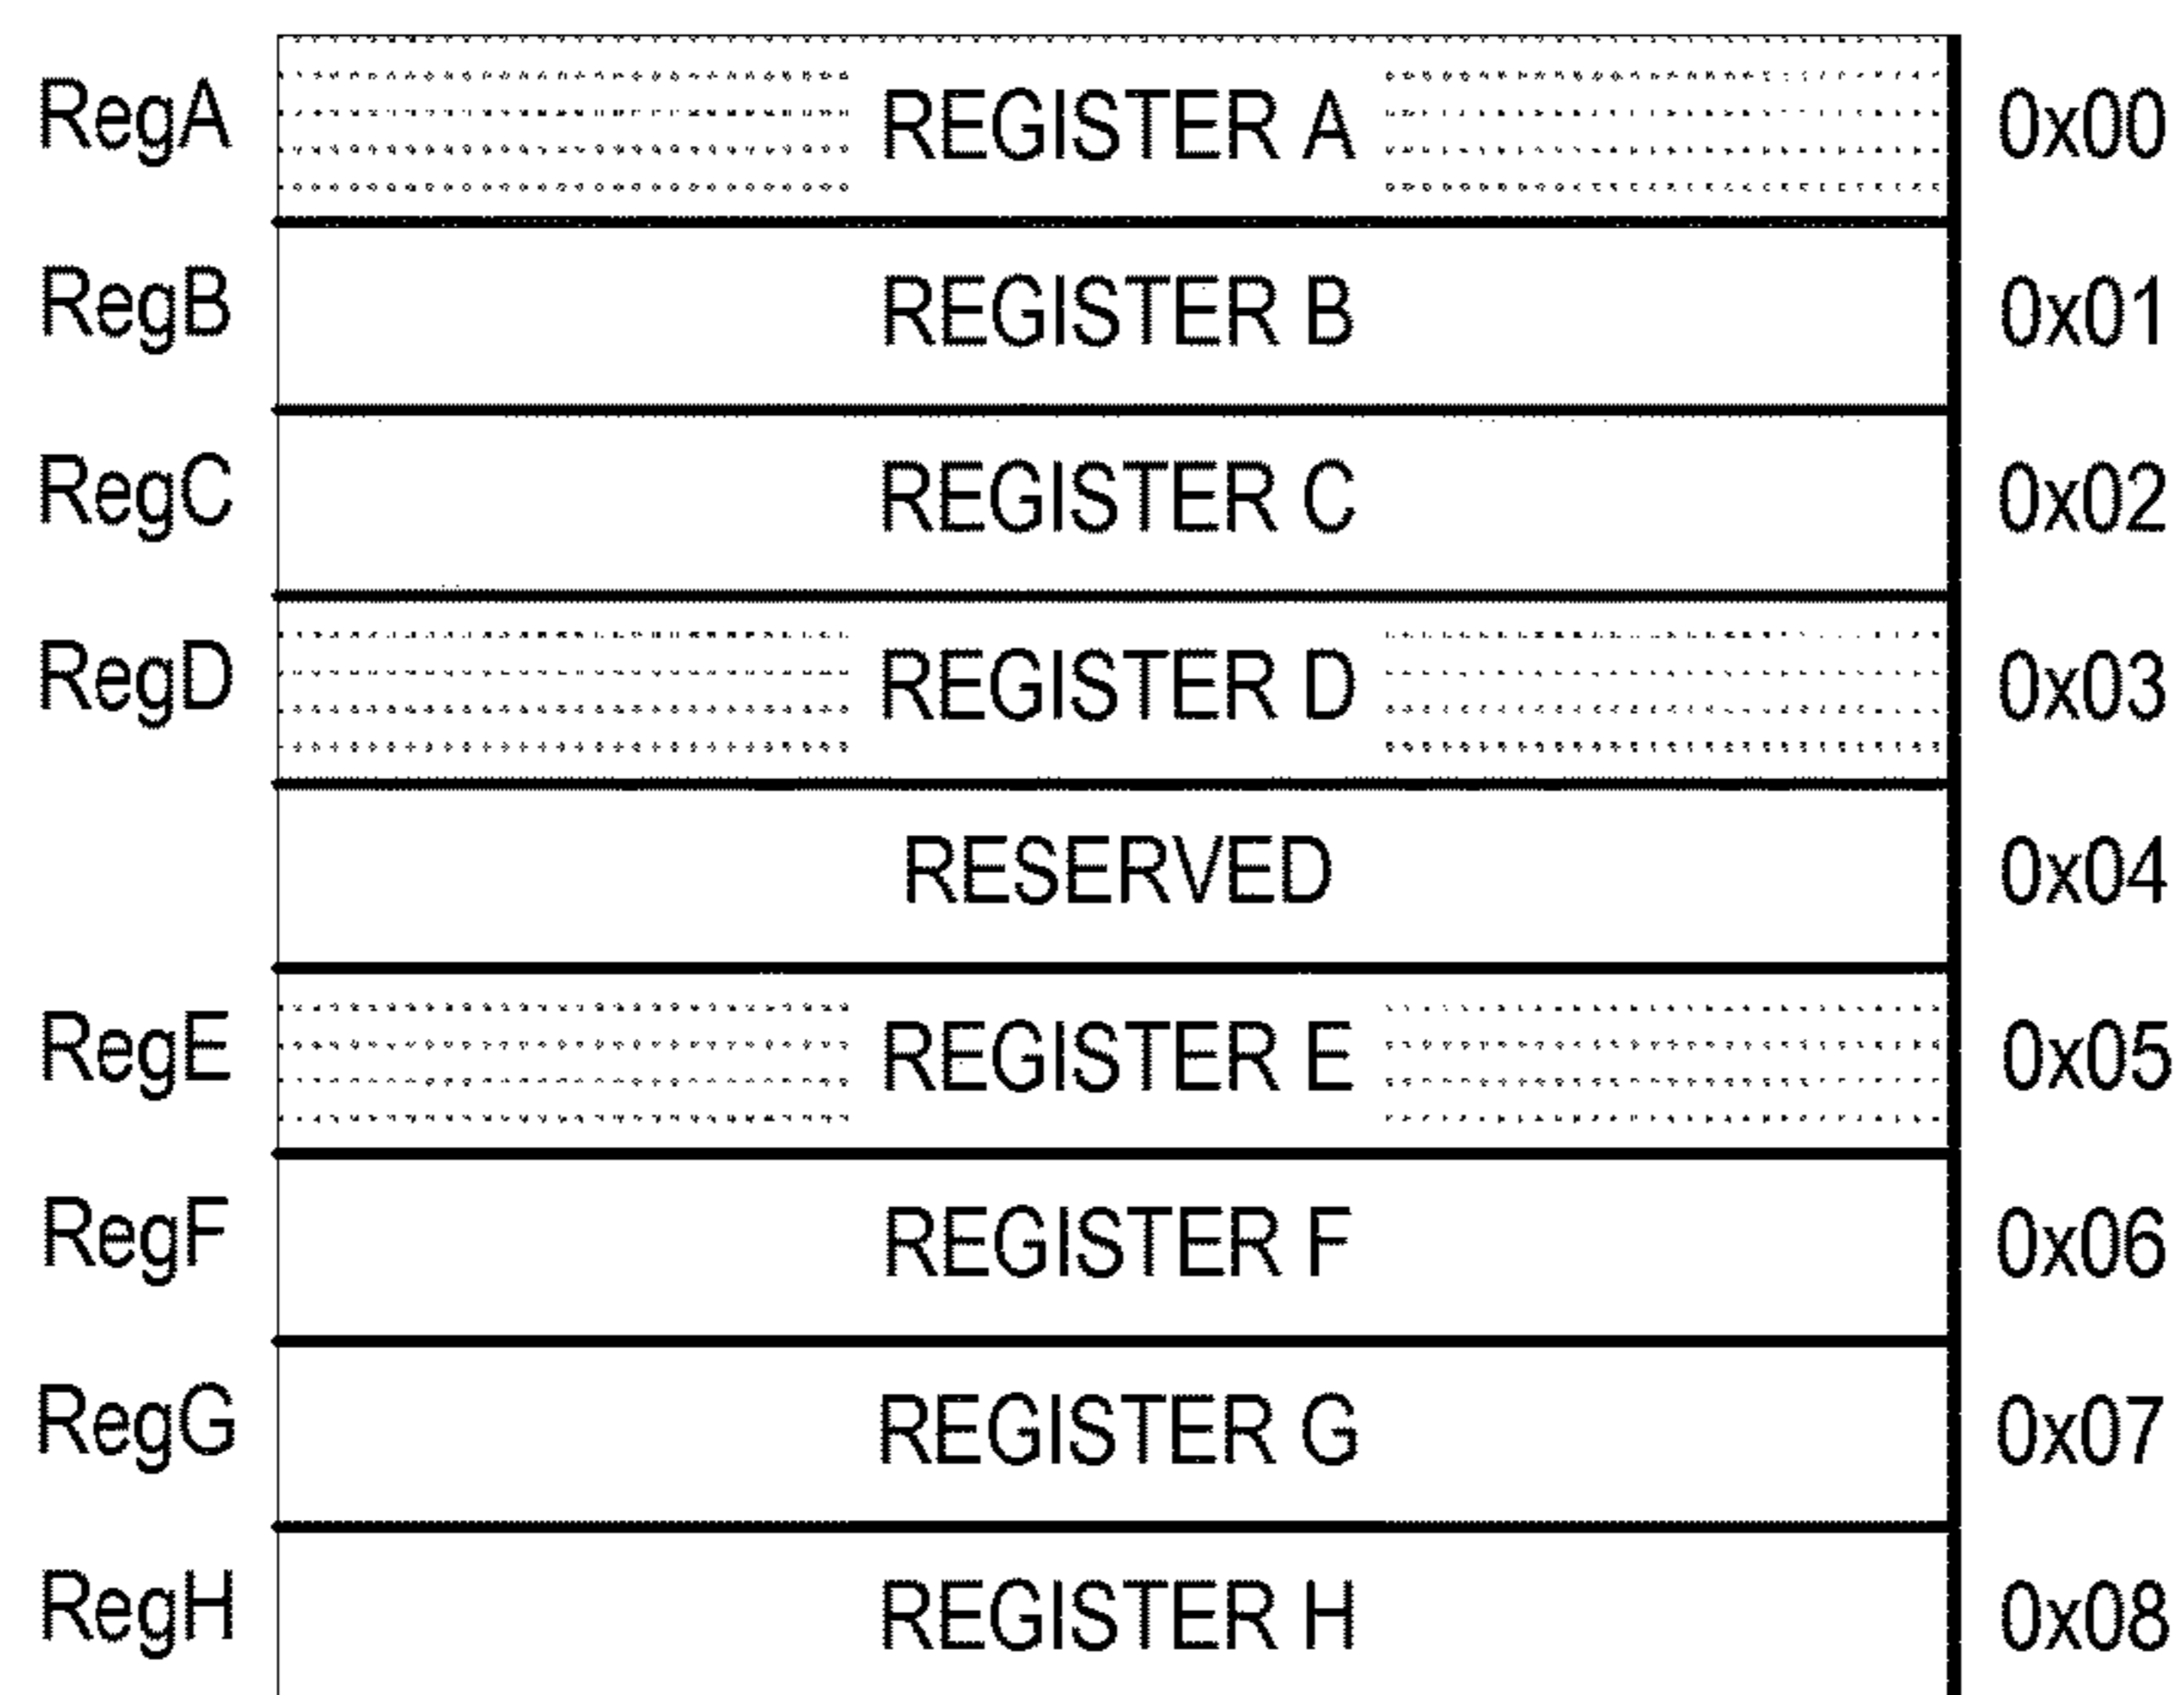 RegA REGISTER A 0x00
RegB REGISTER B 0x01
RegC REGISTER C 0x02
RegD REGISTER D 0x03
RESERVED 0x04
RegE REGISTER E 0x05
RegF REGISTER F 0x06
RegG REGISTER G 0x07
RegH REGISTER H 0x08